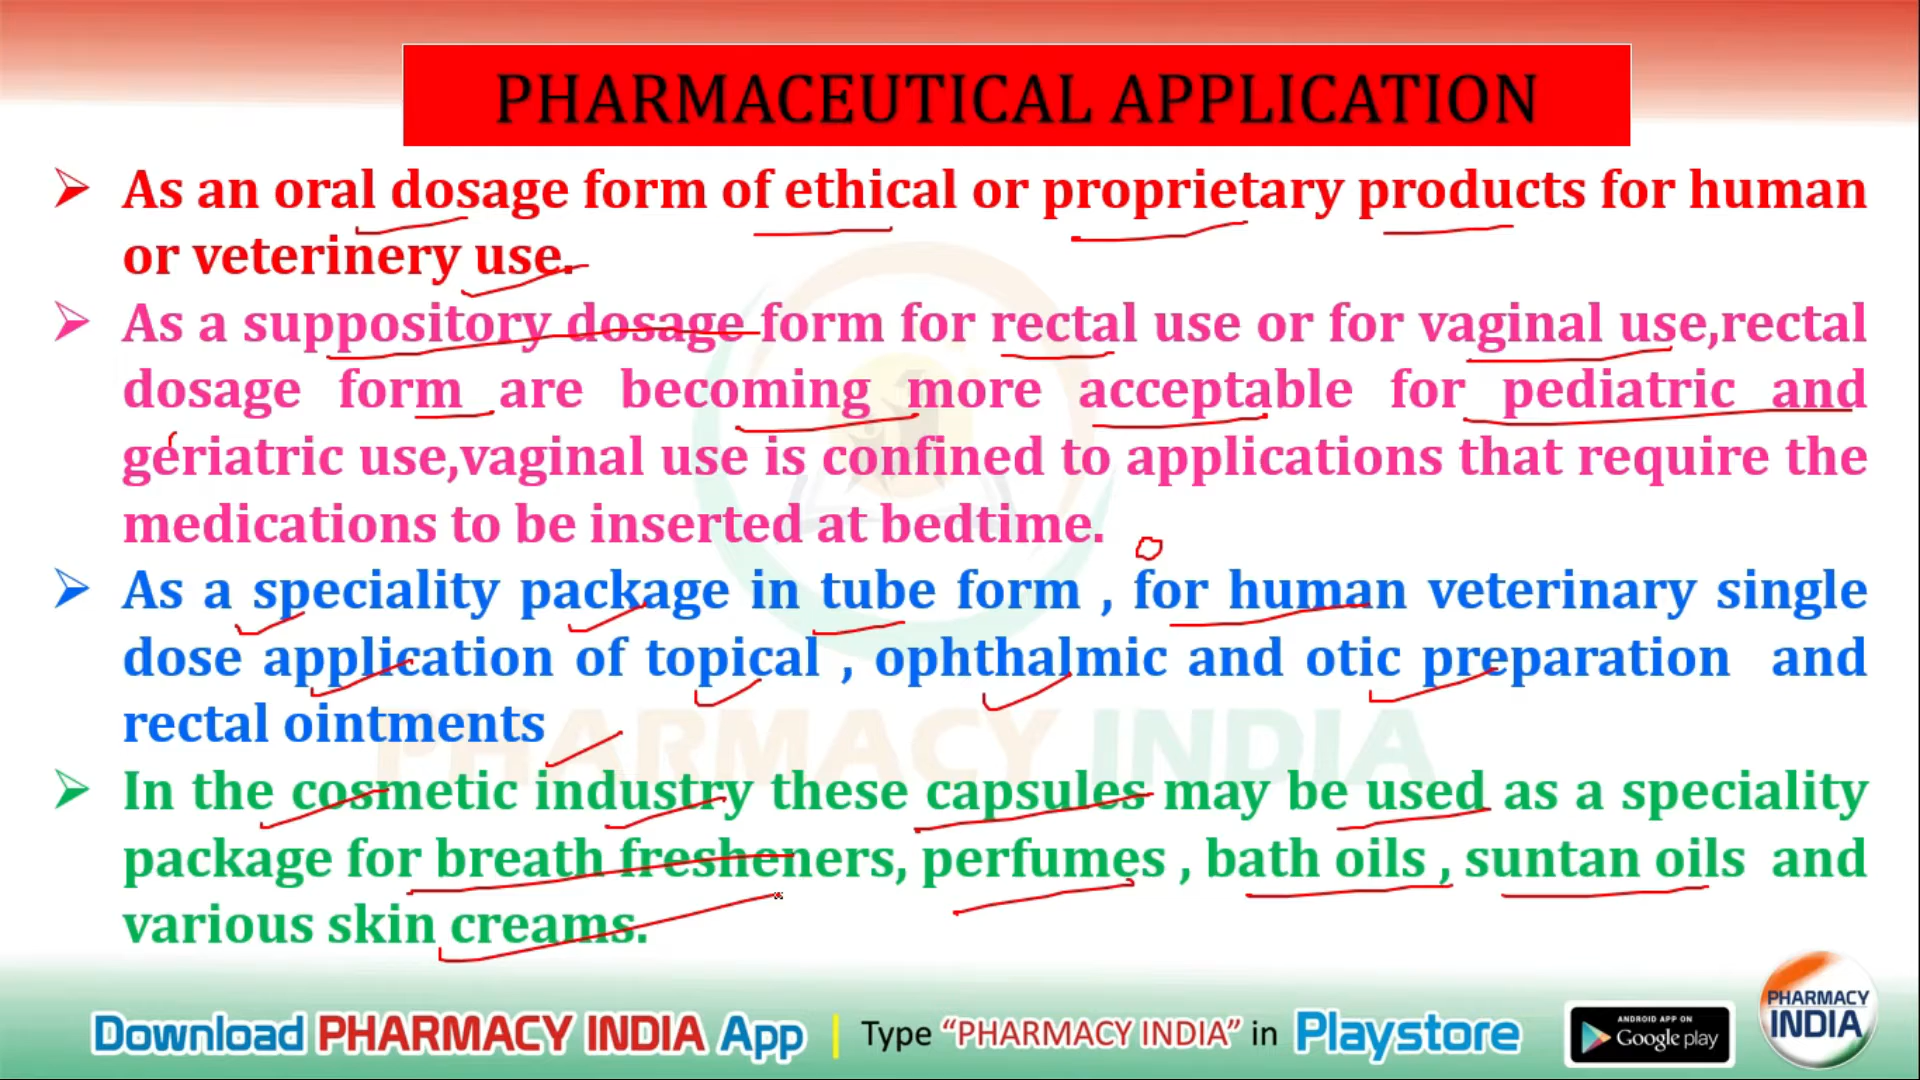 PHARMACEUTICAL APPLICATION
As an oral dosage form of ethical or proprietary products for human
or veterinery use.
As a suppository dosage form for rectal use or for vaginal use,rectal
dosage form are becoming more acceptable for pediatric and
geriatric use,vaginal use is confined to applications that require the
medications to be inserted at bedtime.
As a speciality package in tube form , for human veterinary single
dose application of topical , ophthalmic and otic preparation and
rectal ointments
In the cosmetic industry these capsules may be used as a speciality
package for breath fresheners, perfumes , bath oils , suntan oils and
various skin creams.
PHARMACY INDIA
Download PHARMACY INDIA App | Type “PHARMACY INDIA” in Playstore
ANDROID APP ON
Google play
PHARMACY
INDIA